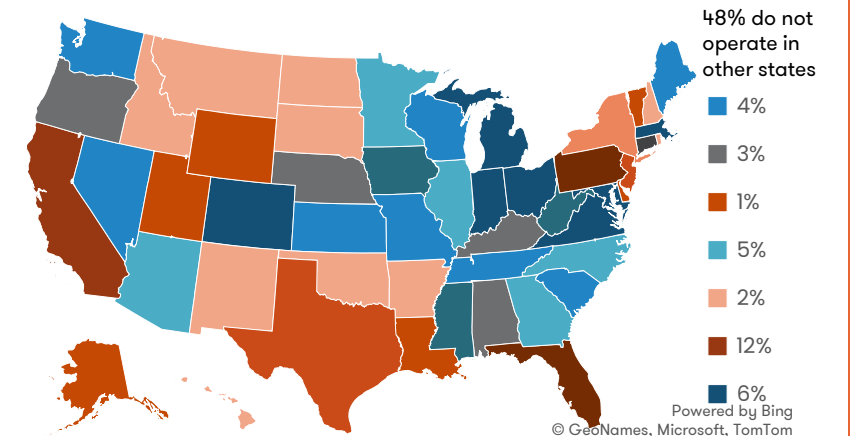 48% do not
operate in
other states
4%
3%
1%
5%
2%
12%
6%
Powered by Bing
© GeoNames, Microsoft, TomTom